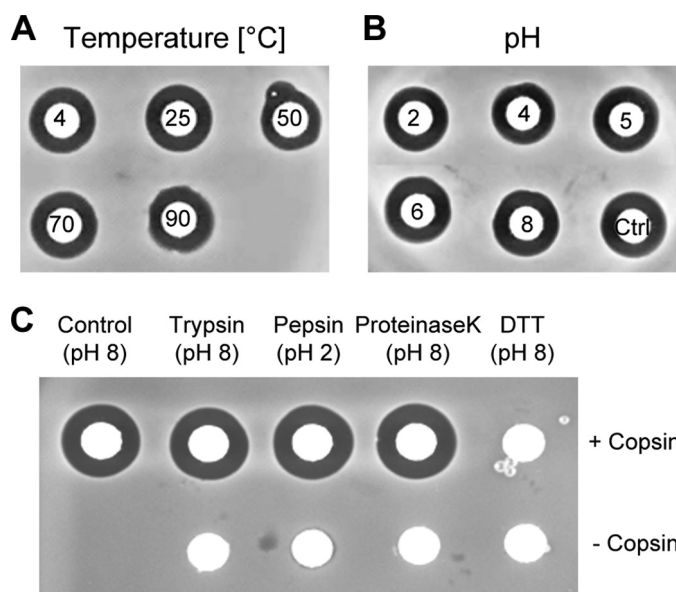 A
Temperature [°C]
4
25
50
70
90
B
pH
2
4
5
6
8
Ctrl
C
Control
(pH 8)
Trypsin
(pH 8)
Pepsin
(pH 2)
ProteinaseK
(pH 8)
DTT
(pH 8)
+ Copsin
- Copsin